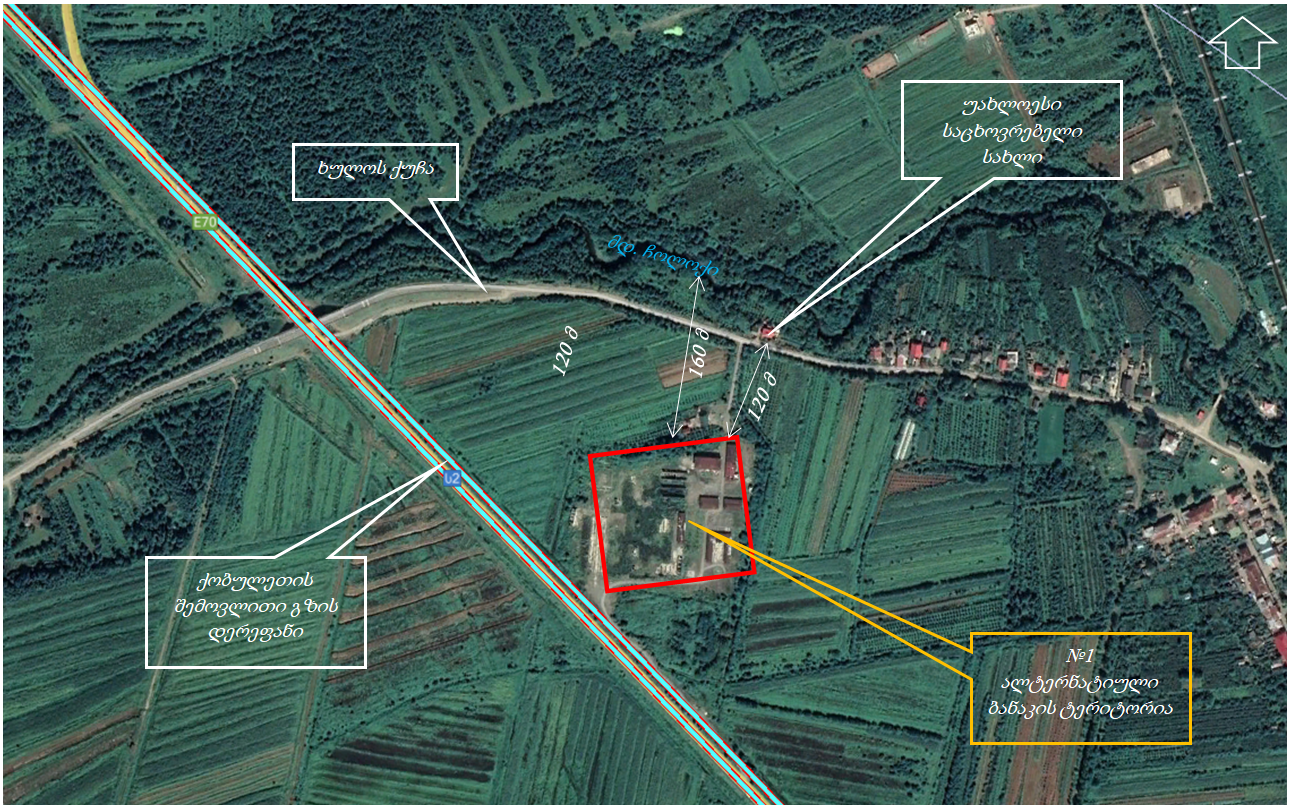 უახლოესი
საცხოვრებელი
სახლი
ხულოს ქუჩა
E70
მდ. ჩოლოქი
120 მ
160 მ
120 მ
ს2
ქობულეთის
შემოვლითი გზის
დერეფანი
№1
ალტერნატიული
ბანაკის ტერიტორია